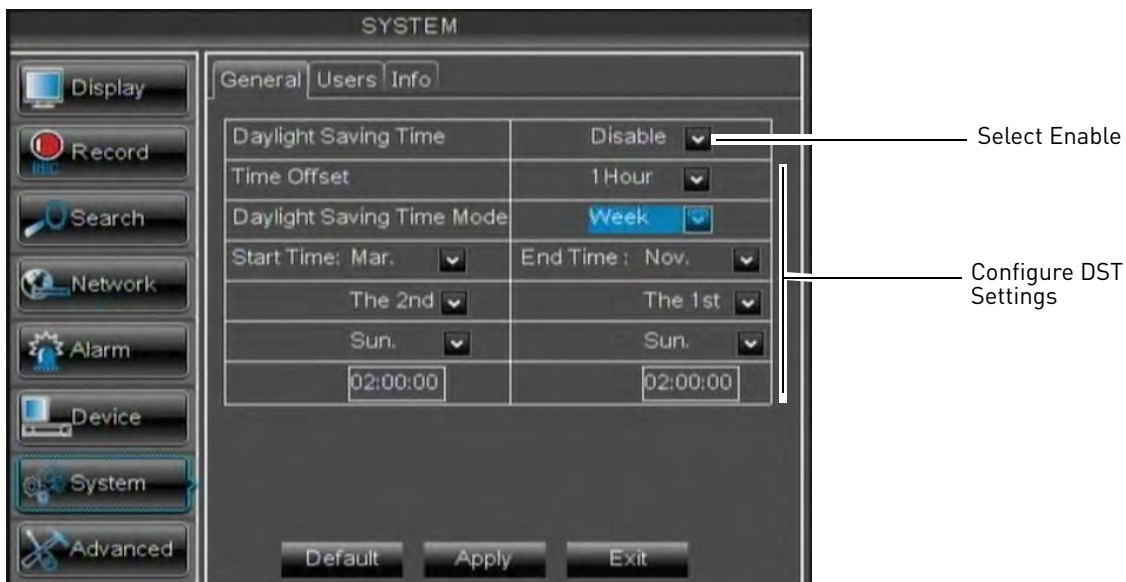 SYSTEM
Display
Record
REC
Search
Network
Alarm
Device
System
Advanced
General Users Info
Daylight Saving Time Disable
Time Offset 1Hour
Daylight Saving Time Mode Week
Start Time: Mar. End Time : Nov.
The 2nd The 1st
Sun. Sun.
02:00:00 02:00:00
Default Apply Exit
Select Enable
Configure DST
Settings